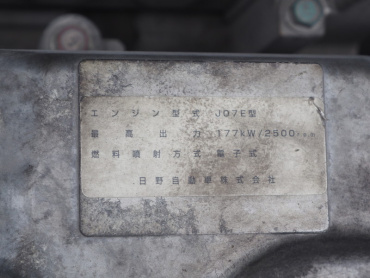 エンジン型式 J07E型
最高出力 177kW/2500
燃料噴射方式 電子式
日野自動車株式会社